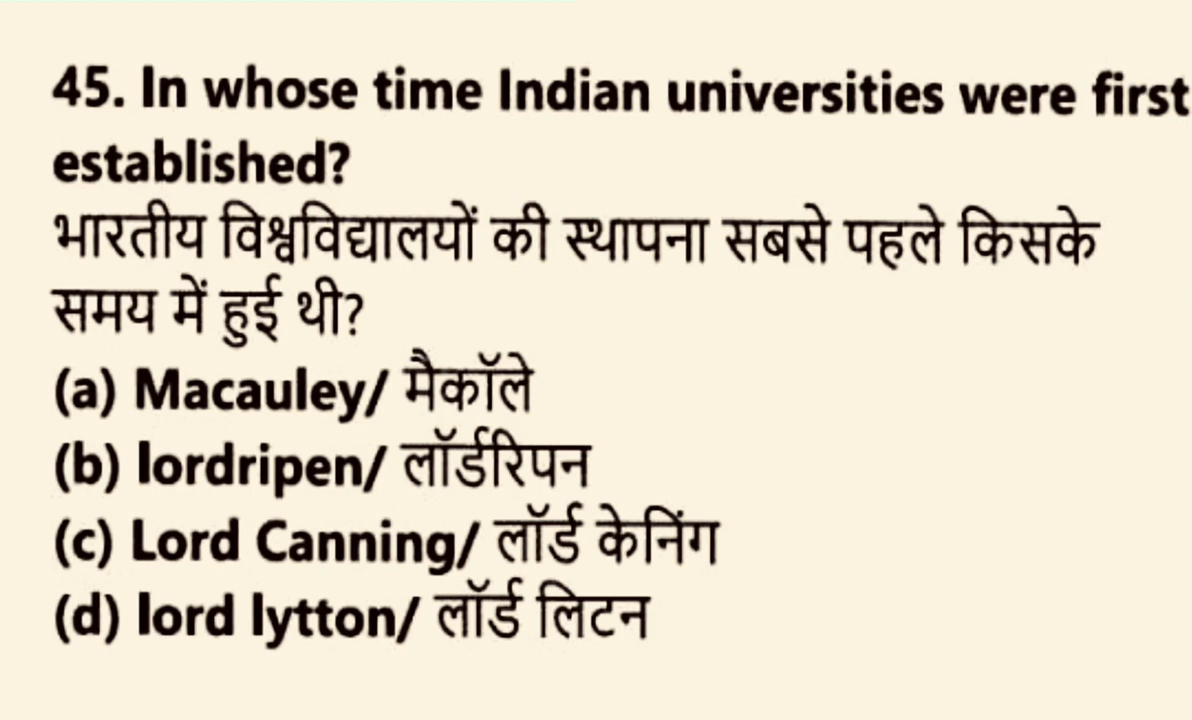 45. In whose time Indian universities were first
established?
भारतीय विश्वविद्यालयों की स्थापना सबसे पहले किसके
समय में हुई थी?
(a) Macauley/ मैकॉले
(b) lordripen/ लॉर्डरिपन
(c) Lord Canning/ लॉर्ड केनिंग
(d) lord lytton/ लॉर्ड लिटन